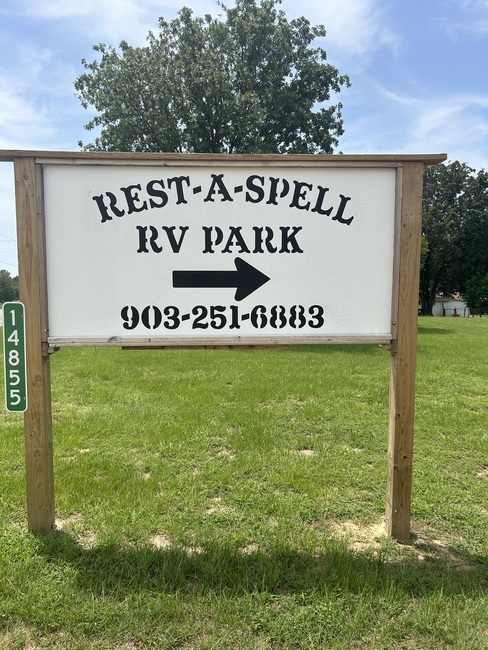 REST-A-SPELL
RV PARK
903-251-6883
14855